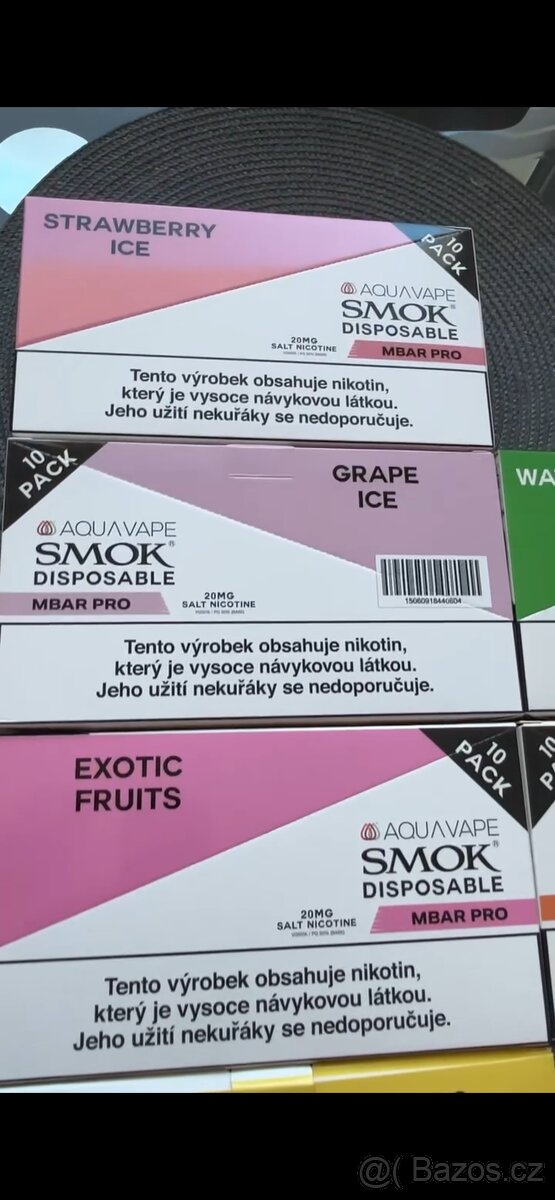 STRAWBERRY
ICE
10
PACK
AQUAVAPE
SMOK®
DISPOSABLE
20MG
SALT NICOTINE
MBAR PRO
Tento výrobek obsahuje nikotin,
který je vysoce návykovou látkou.
Jeho užití nekuřáky se nedoporučuje.
10
PACK
GRAPE
ICE
WA
AQUAVAPE
SMOK®
DISPOSABLE
MBAR PRO
20MG
SALT NICOTINE
15060918440604
Tento výrobek obsahuje nikotin,
který je vysoce návykovou látkou.
Jeho užití nekuřáky se nedoporučuje.
EXOTIC
FRUITS
10
PACK
10
PA
AQUAVAPE
SMOK®
DISPOSABLE
20MG
SALT NICOTINE
MBAR PRO
Tento výrobek obsahuje nikotin,
který je vysoce návykovou látkou.
Jeho užití nekuřáky se nedoporučuje.
@( Bazos.cz